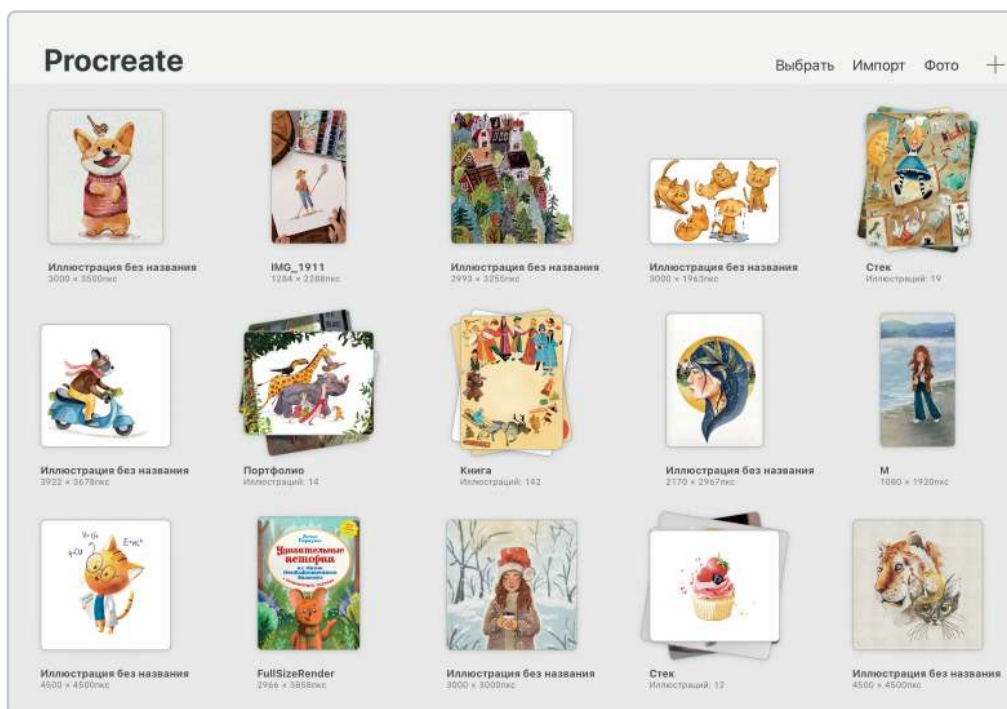 Procreate
Выбрать Импорт Фото +
Иллюстрация без названия
3000 × 3500пкс
IMG_1911
1284 × 2288пкс
Иллюстрация без названия
2993 × 3255пкс
Иллюстрация без названия
3000 × 1963пкс
Стек
Иллюстраций: 19
Иллюстрация без названия
3922 × 3678пкс
Портфолио
Иллюстраций: 14
Книга
Иллюстраций: 142
Иллюстрация без названия
2170 × 2967пкс
М
1080 × 1920пкс
E=mc²
Удивительные
истории
Иллюстрация без названия
4500 × 4500пкс
FullSizeRender
2966 × 3858пкс
Иллюстрация без названия
3000 × 3000пкс
Стек
Иллюстраций: 12
Иллюстрация без названия
4500 × 4500пкс